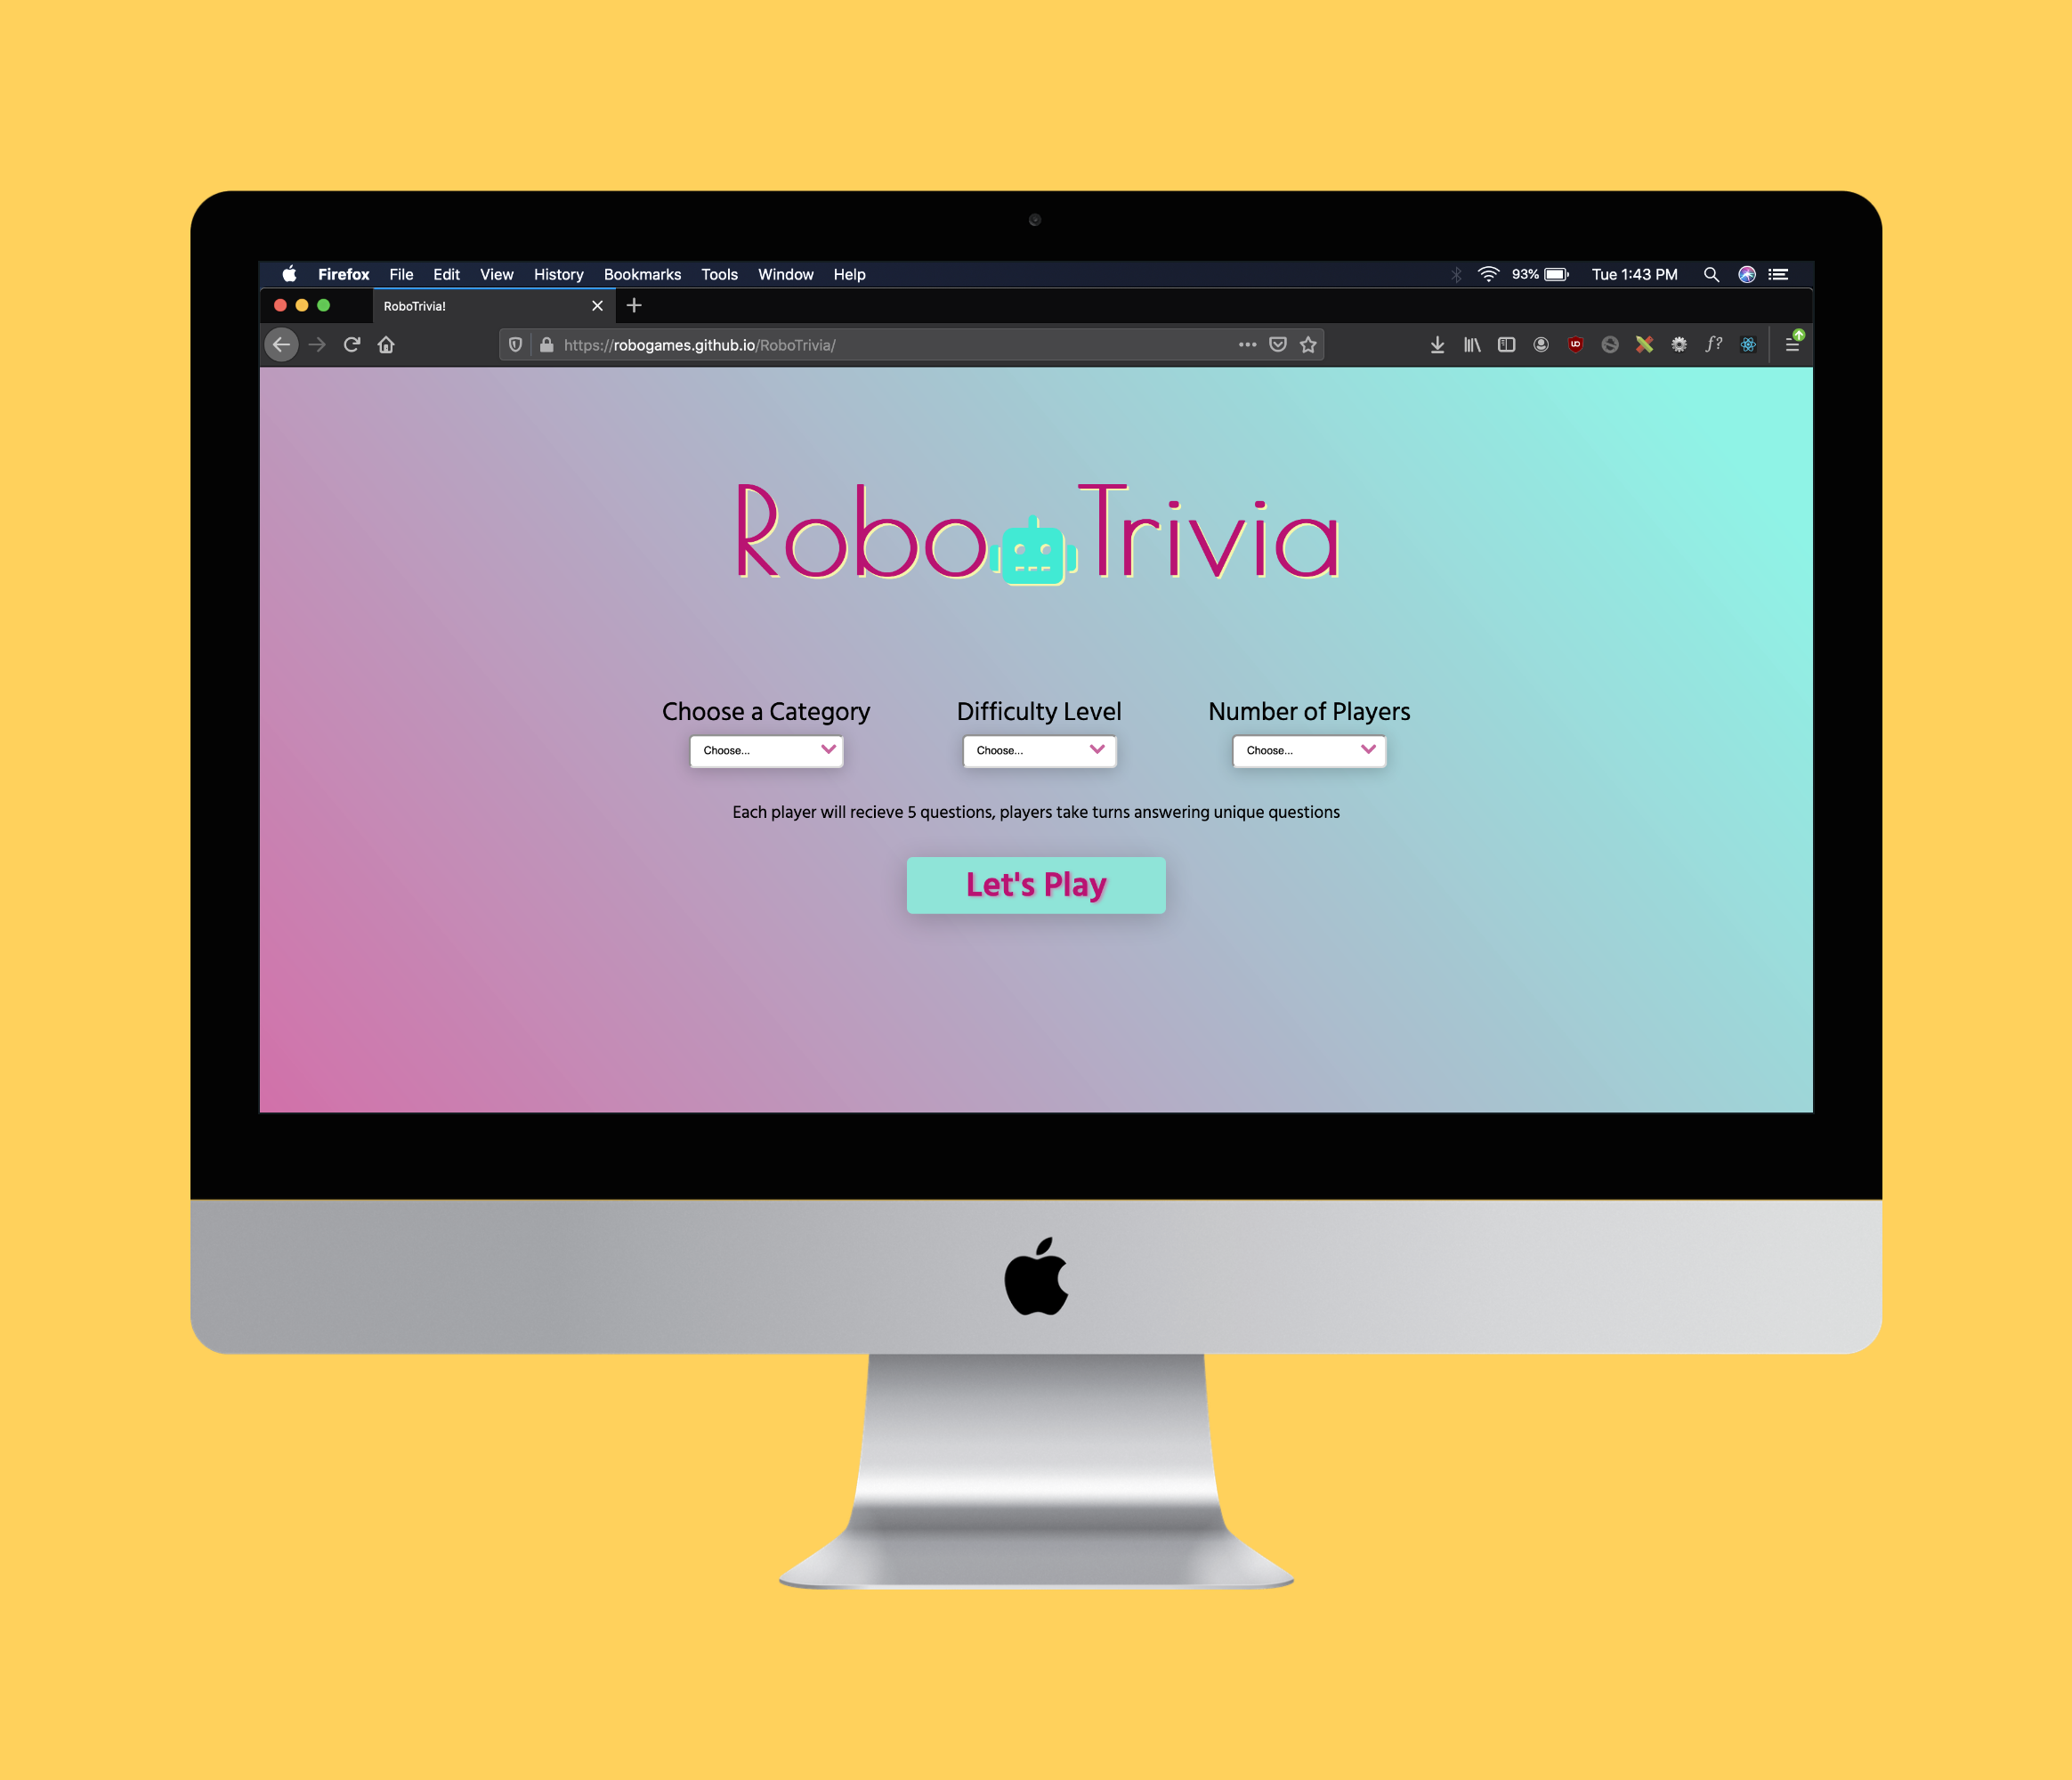 Firefox File Edit View History Bookmarks Tools Window Help 93% Tue 1:43 PM
RoboTrivia!
https://robogames.github.io/RoboTrivia/ f?
Robo Trivia
Choose a Category Difficulty Level Number of Players
Choose... Choose... Choose...
Each player will recieve 5 questions, players take turns answering unique questions
Let's Play